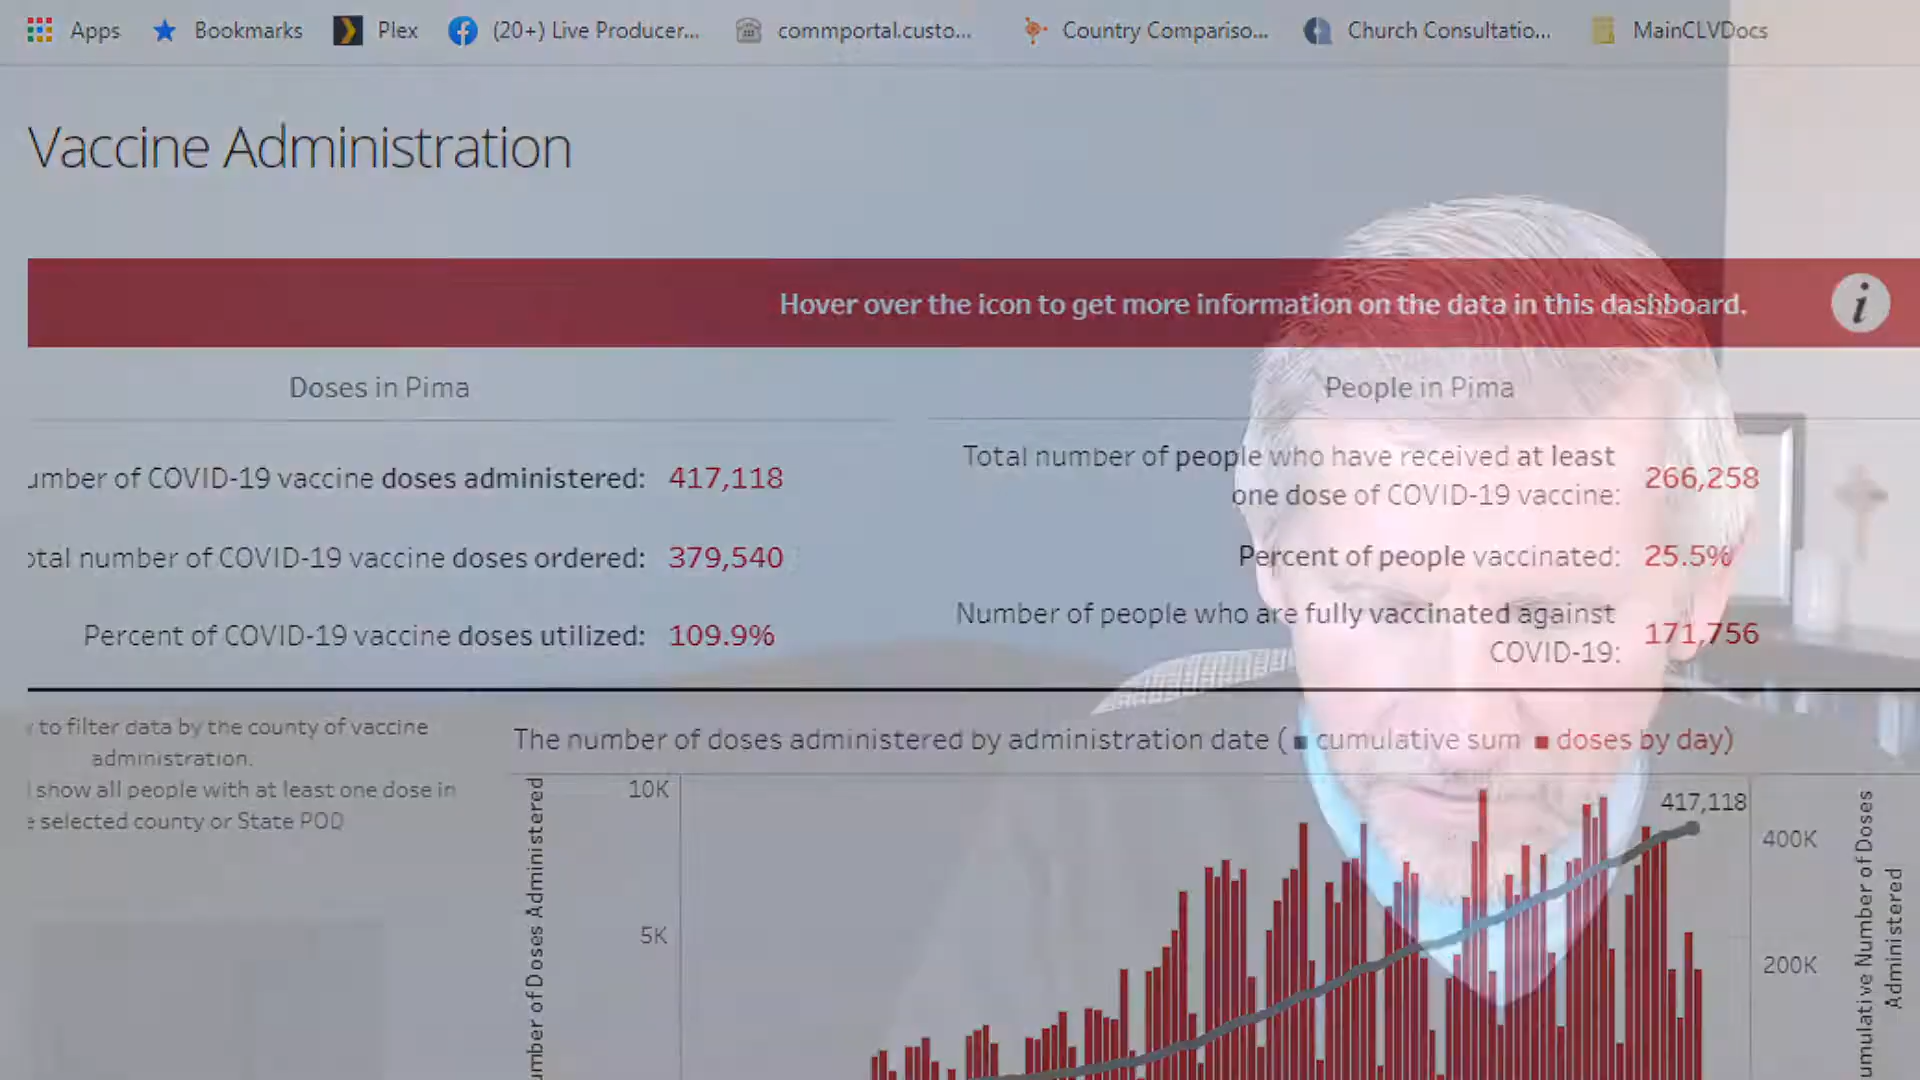 Apps Bookmarks Plex (20+) Live Producer... commportal.custo... Country Compariso... Church Consultatio... MainCLVDocs
Vaccine Administration
Hover over the icon to get more information on the data in this dashboard.
i
Doses in Pima
umber of COVID-19 vaccine doses administered: 417,118
otal number of COVID-19 vaccine doses ordered: 379,540
Percent of COVID-19 vaccine doses utilized: 109.9%
People in Pima
Total number of people who have received at least
one dose of COVID-19 vaccine: 266,258
Percent of people vaccinated: 25.5%
Number of people who are fully vaccinated against
COVID-19: 171,756
to filter data by the county of vaccine
administration.
show all people with at least one dose in
selected county or State POD
The number of doses administered by administration date ( cumulative sum doses by day)
umber of Doses Administered
10K
5K
417,118
400K
200K
umulative Number of Doses
Administered